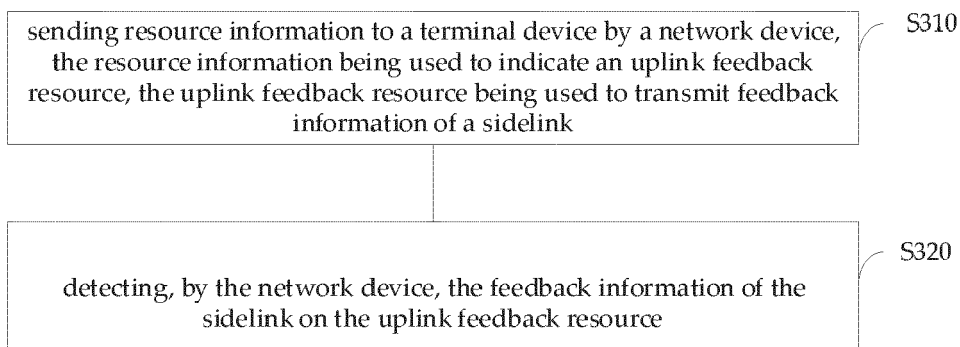 sending resource information to a terminal device by a network device,
the resource information being used to indicate an uplink feedback
resource, the uplink feedback resource being used to transmit feedback
information of a sidelink
S310
detecting, by the network device, the feedback information of the
sidelink on the uplink feedback resource
S320